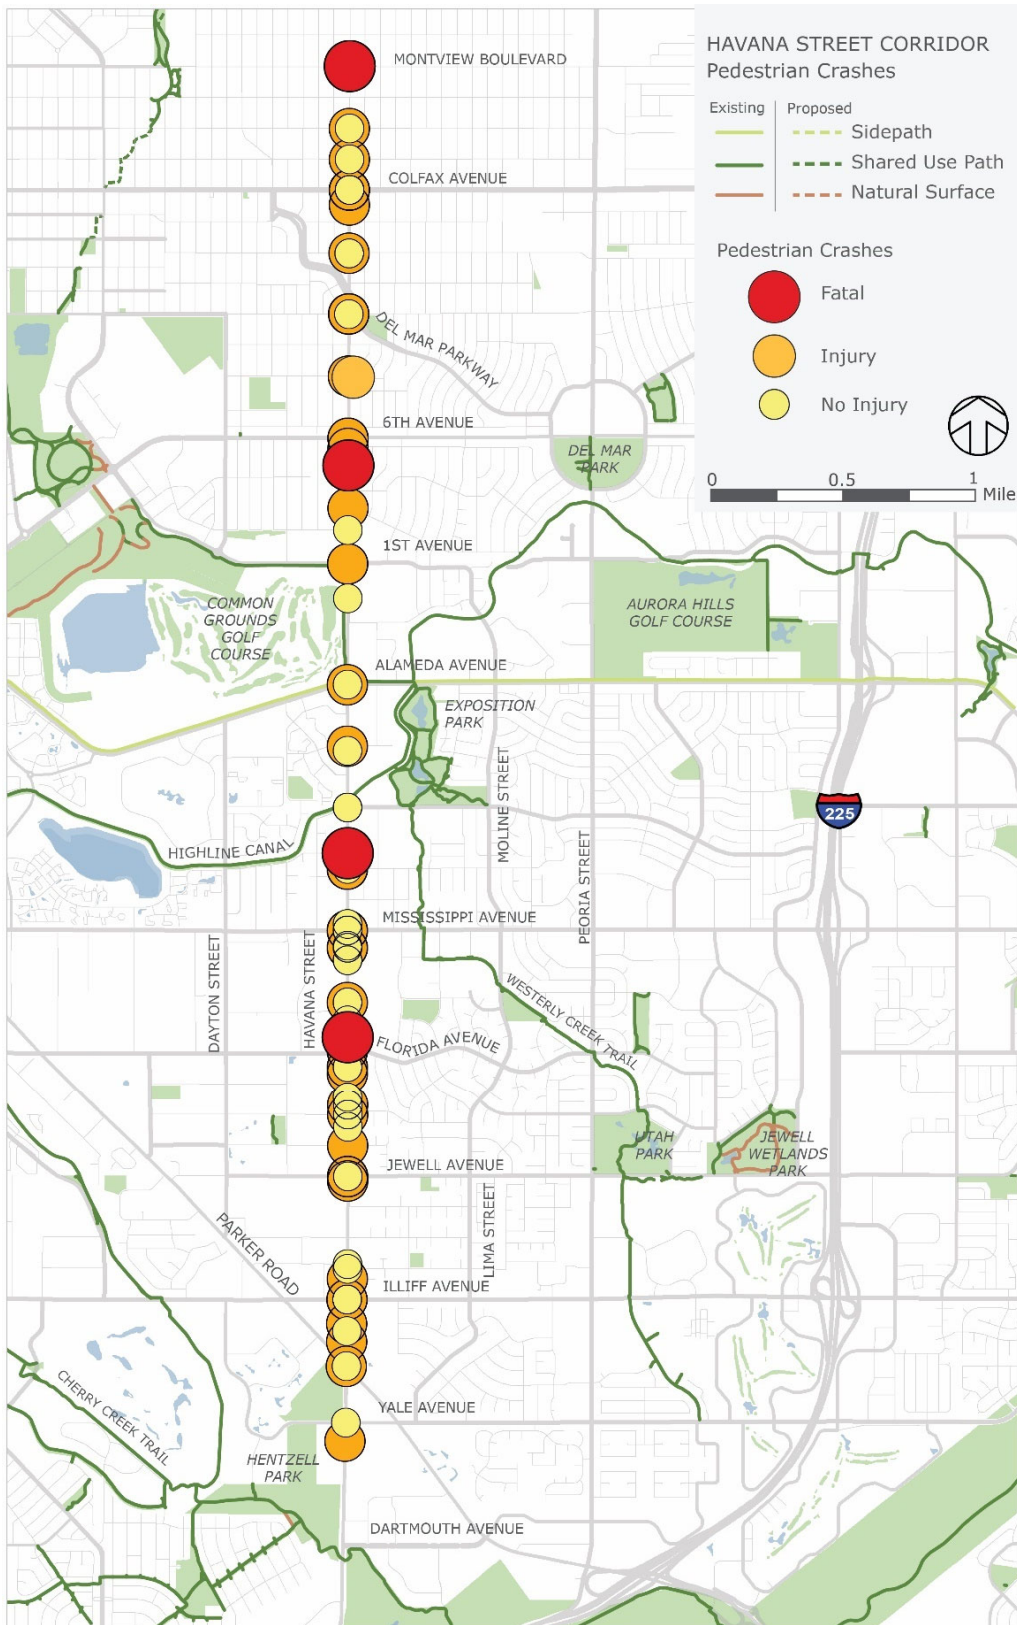 HAVANA STREET CORRIDOR
Pedestrian Crashes
Existing
Proposed
Sidepath
Shared Use Path
Natural Surface
Pedestrian Crashes
Fatal
Injury
No Injury
0 0.5 1
Mile
MONTVIEW BOULEVARD
COLFAX AVENUE
DEL MAR PARKWAY
6TH AVENUE
DEL MAR
PARK
1ST AVENUE
COMMON
GROUNDS
GOLF
COURSE
AURORA HILLS
GOLF COURSE
ALAMEDA AVENUE
EXPOSITION
PARK
MOLINE STREET
225
HIGHLINE CANAL
PEORIA STREET
MISSISSIPPI AVENUE
DAYTON STREET
HAVANA STREET
WESTERLY CREEK TRAIL
FLORIDA AVENUE
UTAH
PARK
JEWELL
WETLANDS
PARK
JEWELL AVENUE
LIMA STREET
PARKER ROAD
ILLIFF AVENUE
CHERRY CREEK TRAIL
YALE AVENUE
HENTZELL
PARK
DARTMOUTH AVENUE